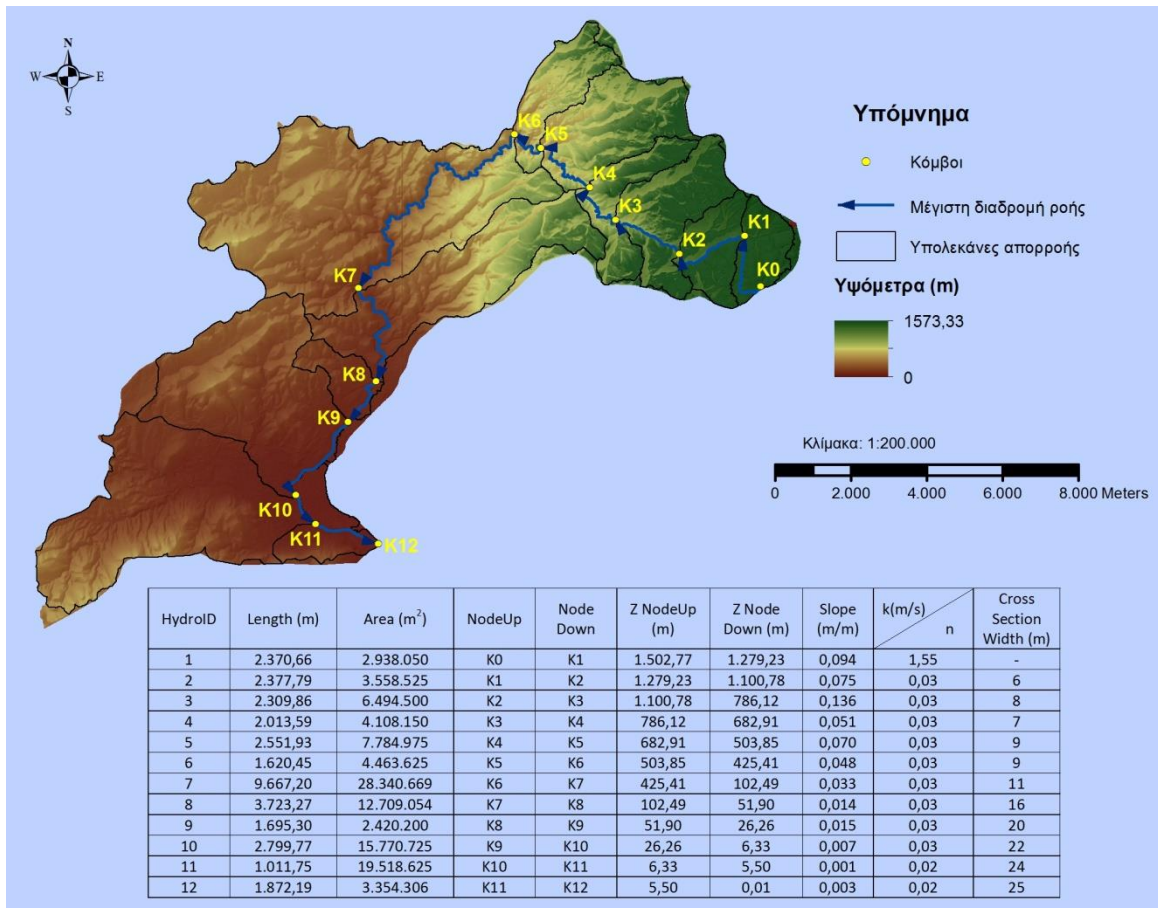 N
W E
S
K6
K5
K4
K3
K2
K1
K0
K7
K8
K9
K10
K11
K12
Υπόμνημα
Κόμβοι
Μέγιστη διαδρομή ροής
Υπολεκάνες απορροής
Υψόμετρα (m)
1573,33
0
Κλίμακα: 1:200.000
0 2.000 4.000 6.000 8.000 Meters
HydroID Length (m) Area (m²) NodeUp Node Down Z NodeUp (m) Z Node Down (m) Slope (m/m) k(m/s) n Cross Section Width (m)
1 2.370,66 2.938.050 K0 K1 1.502,77 1.279,23 0,094 1,55 -
2 2.377,79 3.558.525 K1 K2 1.279,23 1.100,78 0,075 0,03 6
3 2.309,86 6.494.500 K2 K3 1.100,78 786,12 0,136 0,03 8
4 2.013,59 4.108.150 K3 K4 786,12 682,91 0,051 0,03 7
5 2.551,93 7.784.975 K4 K5 682,91 503,85 0,070 0,03 9
6 1.620,45 4.463.625 K5 K6 503,85 425,41 0,048 0,03 9
7 9.667,20 28.340.669 K6 K7 425,41 102,49 0,033 0,03 11
8 3.723,27 12.709.054 K7 K8 102,49 51,90 0,014 0,03 16
9 1.695,30 2.420.200 K8 K9 51,90 26,26 0,015 0,03 20
10 2.799,77 15.770.725 K9 K10 26,26 6,33 0,007 0,03 22
11 1.011,75 19.518.625 K10 K11 6,33 5,50 0,001 0,02 24
12 1.872,19 3.354.306 K11 K12 5,50 0,01 0,003 0,02 25